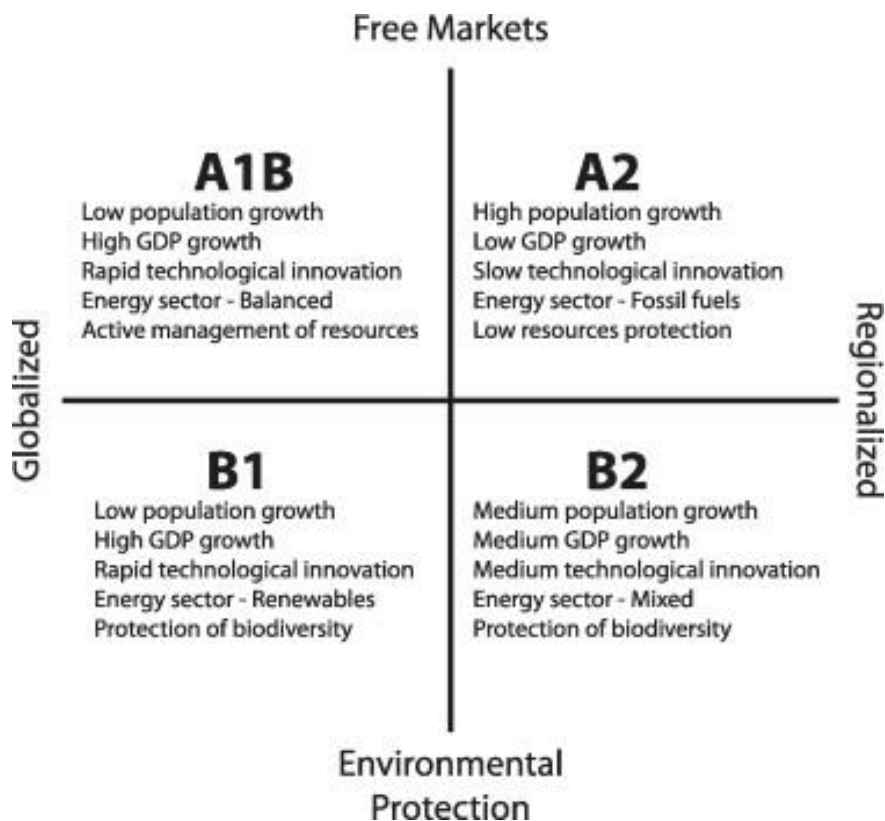 Free Markets
A1B
Low population growth
High GDP growth
Rapid technological innovation
Energy sector - Balanced
Active management of resources
A2
High population growth
Low GDP growth
Slow technological innovation
Energy sector - Fossil fuels
Low resources protection
Globalized
Regionalized
B1
Low population growth
High GDP growth
Rapid technological innovation
Energy sector - Renewables
Protection of biodiversity
B2
Medium population growth
Medium GDP growth
Medium technological innovation
Energy sector - Mixed
Protection of biodiversity
Environmental
Protection